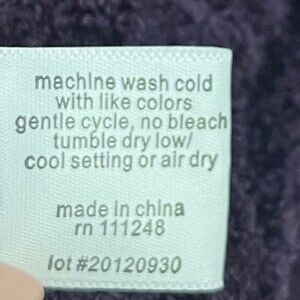 machine wash cold
with like colors
gentle cycle, no bleach
tumble dry low/
cool setting or air dry
made in china
rn 111248
lot#20120930